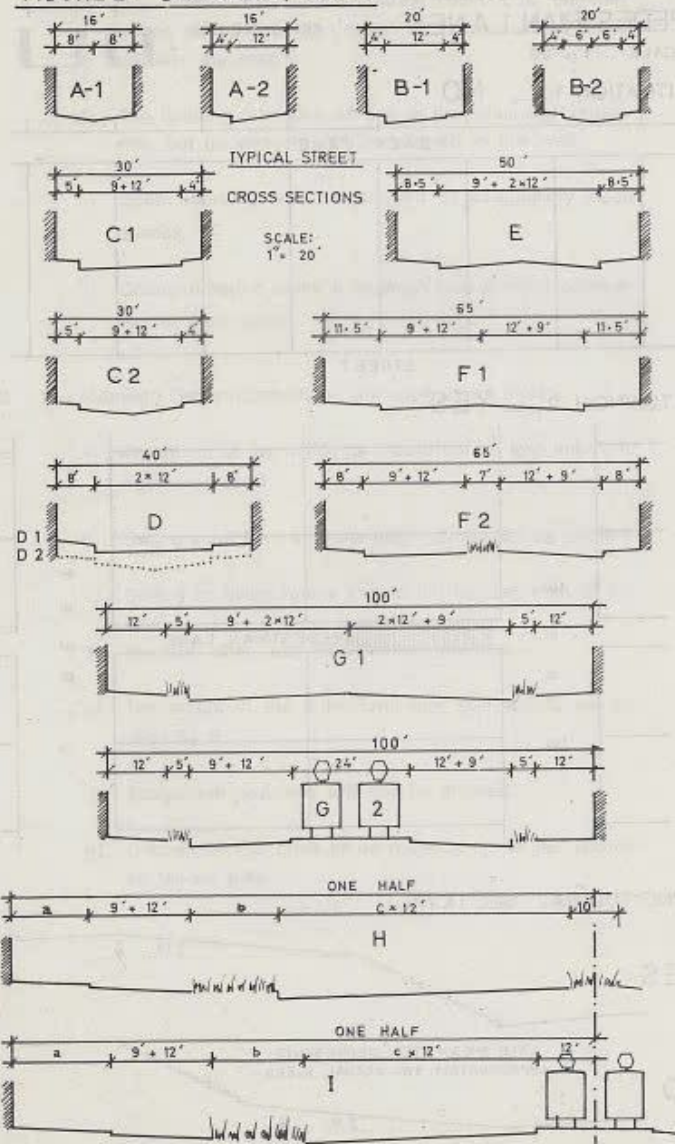 16'
8' 8'
A-1
16'
4' 12'
A-2
20'
4' 12' 4'
B-1
20'
4' 6' 6' 4'
B-2
TYPICAL STREET
CROSS SECTIONS
SCALE:
1" = 20'
30'
5' 9'+12' 4'
C1
50'
8·5' 9'+ 2×12' 8·5'
E
30'
5' 9'+12' 4'
C2
65'
11·5' 9'+12' 12'+9' 11·5'
F1
40'
8' 2×12' 8'
D
D1
D2
65'
8' 9'+12' 7' 12'+9' 8'
F2
100'
12' 5' 9'+ 2×12' 2×12'+ 9' 5' 12'
G1
100'
12' 5' 9'+12' 24' 12'+9' 5' 12'
G 2
ONE HALF
a 9'+12' b c×12' 10'
H
ONE HALF
a 9'+12' b c×12' 12'
I